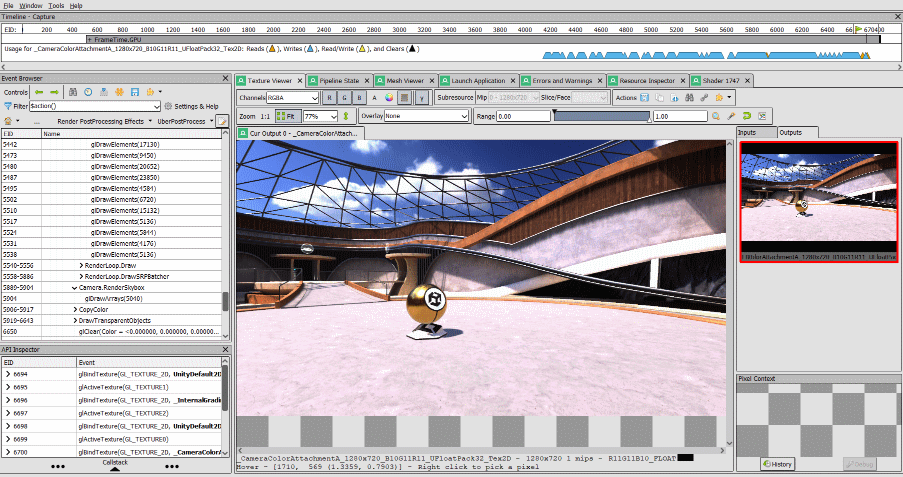 File Window Tools Help
Timeline - Capture
EID: 0 200 400 600 800 1000 1200 1400 1600 1800 2000 2200 2400 2600 2800 3000 3200 3400 3600 3800 4000 4200 4400 4600 4800 5000 5200 5400 5600 5800 6000 6200 6400 6704 00
+ FrameTime.GPU
Usage for _CameraColorAttachmentA_1280x720_B10G11R11_UFloatPack32_Tex2D: Reads ( ), Writes ( ), Read/Write ( ), and Clears ( )
Event Browser
Controls
Filter $action() Settings & Help
... Render PostProcessing Effects UberPostProcess
EID Name
5442 glDrawElements(17130)
5473 glDrawElements(9450)
5480 glDrawElements(20652)
5487 glDrawElements(23850)
5495 glDrawElements(4584)
5502 glDrawElements(6720)
5510 glDrawElements(15132)
5517 glDrawElements(5136)
5524 glDrawElements(5844)
5531 glDrawElements(4176)
5538 glDrawElements(5136)
5540-5556 RenderLoop.Draw
5558-5886 RenderLoop.DrawSRPBatcher
5889-5904 Camera.RenderSkybox
5904 glDrawArrays(5040)
5906-5917 CopyColor
5919-6643 DrawTransparentObjects
6650 glClear(Color = <0.000000, 0.000000, 0.00000...
API Inspector
EID Event
6694 glBindTexture(GL_TEXTURE_2D, UnityDefault2D
6695 glActiveTexture(GL_TEXTURE1)
6696 glBindTexture(GL_TEXTURE_2D, _InternalGradi
6697 glActiveTexture(GL_TEXTURE2)
6698 glBindTexture(GL_TEXTURE_2D, UnityDefault2D
6699 glActiveTexture(GL_TEXTURE0)
6700 glBindTexture(GL_TEXTURE_2D, _CameraColorA
Callstack
Texture Viewer Pipeline State Mesh Viewer Launch Application Errors and Warnings Resource Inspector Shader 1747
Channels RGBA R G B A γ Subresource Mip 0 - 1280x720 Slice/Face Actions
Zoom 1:1 Fit 77% Overlay None Range 0.00 1.00
Cur Output 0 - _CameraColorAttachm...
_CameraColorAttachmentA_1280x720_B10G11R11_UFloatPack32_Tex2D - 1280x720 1 mips - R11G11B10_FLOAT
Hover - [1710, 569 (1.3359, 0.7903)] - Right click to pick a pixel
Inputs Outputs
Pixel Context
History Debug